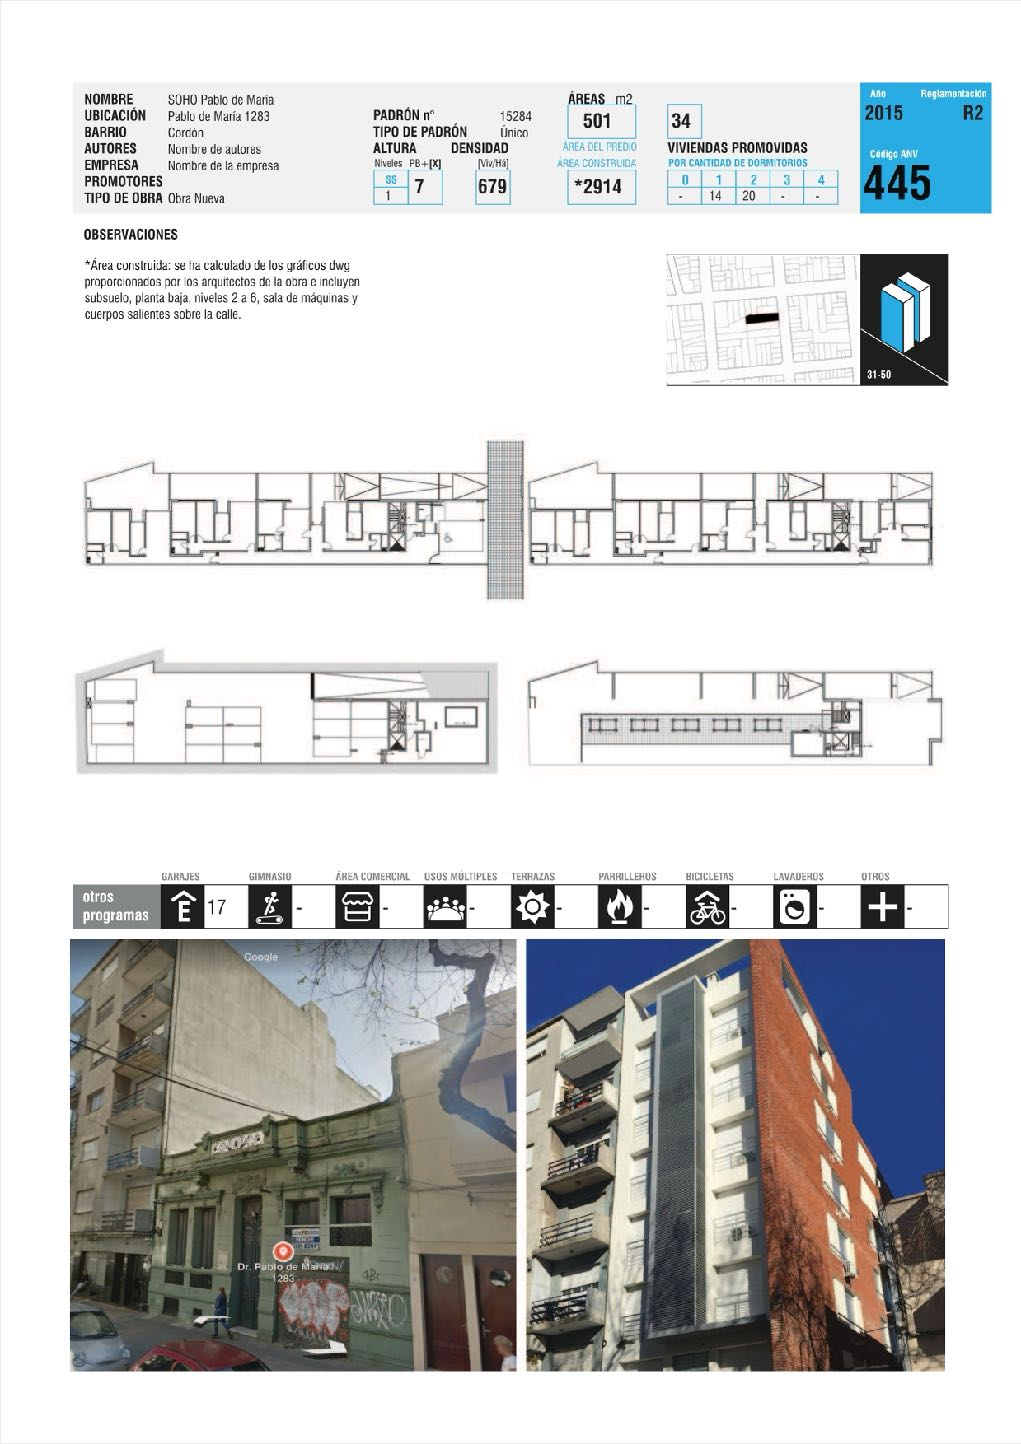 NOMBRE SOHO Pablo de Maria
UBICACIÓN Pablo de María 1283
BARRIO Cordón
AUTORES Nombre de autores
EMPRESA Nombre de la empresa
PROMOTORES
TIPO DE OBRA Obra Nueva
PADRÓN nº 15284
TIPO DE PADRÓN Único
ALTURA DENSIDAD
Niveles PB+[X] [Viv/Há]
SS 7 679
1
ÁREAS m2
501
ÁREA DEL PREDIO
ÁREA CONSTRUIDA
*2914
34
VIVIENDAS PROMOVIDAS
POR CANTIDAD DE DORMITORIOS
0 1 2 3 4
- 14 20 - -
Año Reglamentación
2015 R2
Código ANV
445
OBSERVACIONES
*Área construida: se ha calculado de los gráficos dwg
proporcionados por los arquitectos de la obra e incluyen
subsuelo, planta baja, niveles 2 a 6, sala de máquinas y
cuerpos salientes sobre la calle.
31-50
GARAJES GIMNASIO ÁREA COMERCIAL USOS MÚLTIPLES TERRAZAS PARRILLEROS BICICLETAS LAVADEROS OTROS
otros
programas
17 - - - - - - - -
Google
Dr. Pablo de María
1283